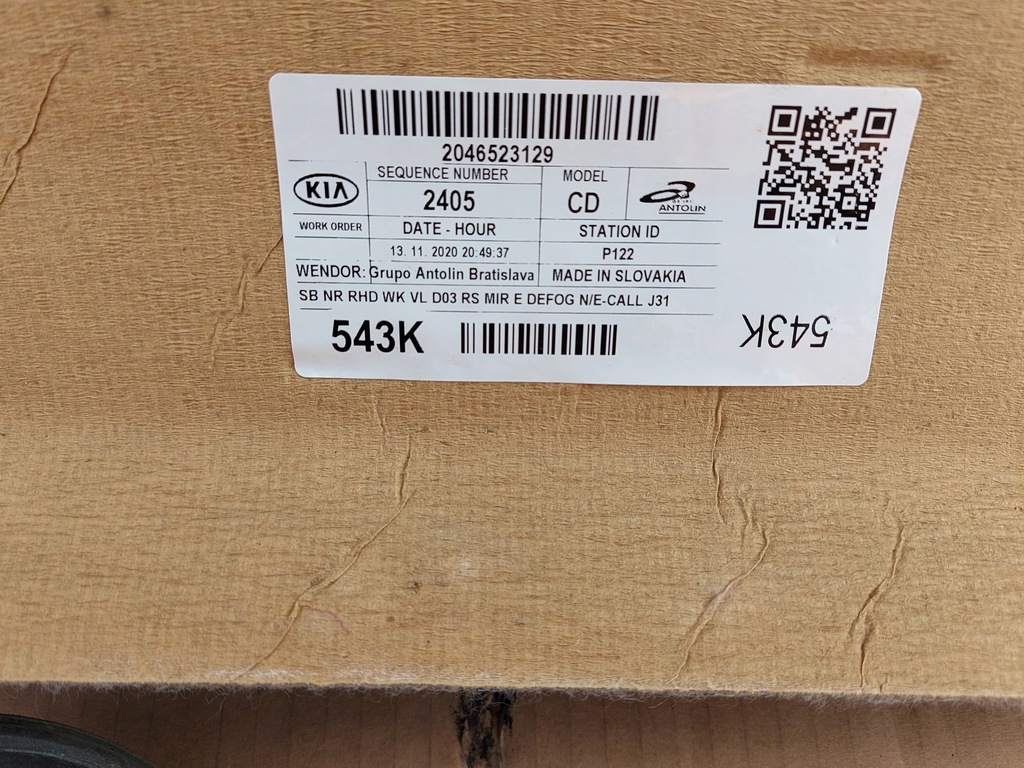 2046523129
KIA
SEQUENCE NUMBER
2405
MODEL
CD
GRUPO ANTOLIN
WORK ORDER
DATE - HOUR
STATION ID
13. 11. 2020 20:49:37
P122
WENDOR: Grupo Antolin Bratislava
MADE IN SLOVAKIA
SB NR RHD WK VL D03 RS MIR E DEFOG N/E-CALL J31
543K
543K